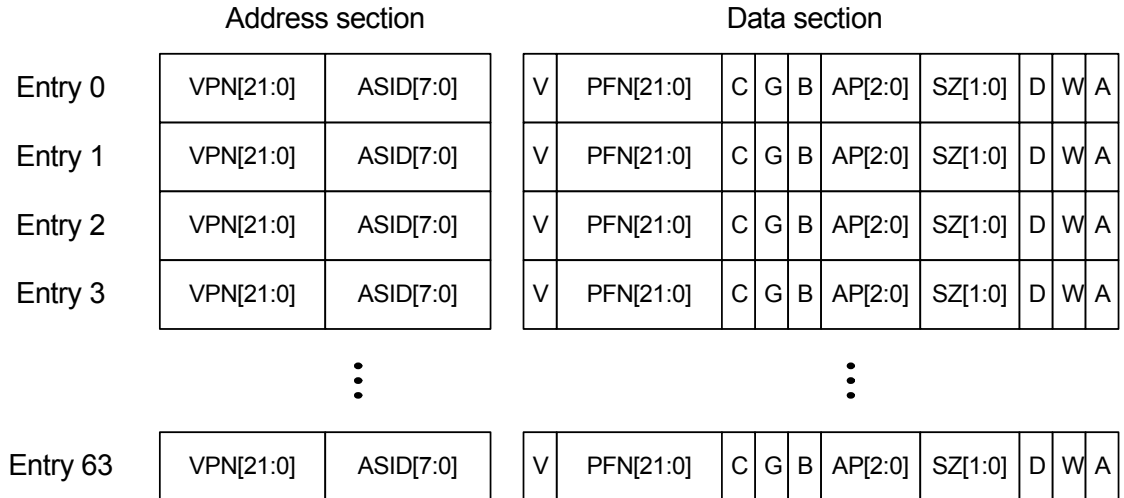 Address section Data section
Entry 0 VPN[21:0] ASID[7:0] V PFN[21:0] C G B AP[2:0] SZ[1:0] D W A
Entry 1 VPN[21:0] ASID[7:0] V PFN[21:0] C G B AP[2:0] SZ[1:0] D W A
Entry 2 VPN[21:0] ASID[7:0] V PFN[21:0] C G B AP[2:0] SZ[1:0] D W A
Entry 3 VPN[21:0] ASID[7:0] V PFN[21:0] C G B AP[2:0] SZ[1:0] D W A
Entry 63 VPN[21:0] ASID[7:0] V PFN[21:0] C G B AP[2:0] SZ[1:0] D W A